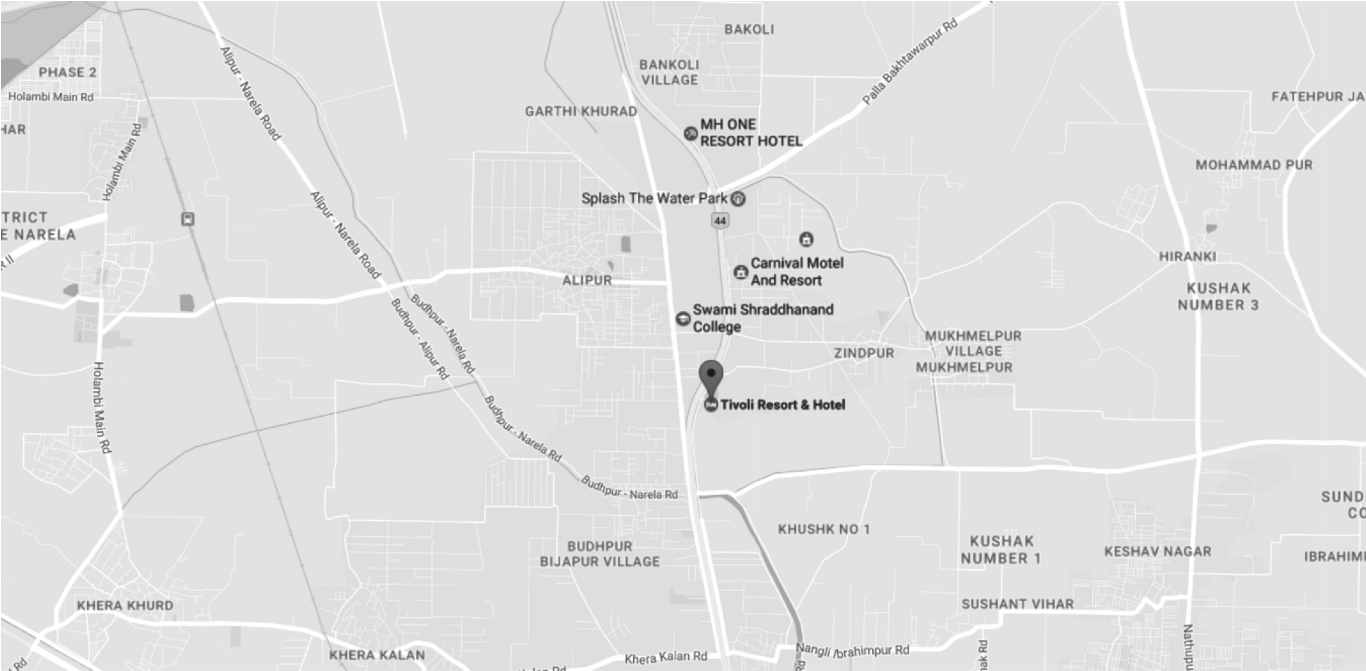 BAKOLI
Palla Bakhtawarpur Rd
BANKOLI
VILLAGE
PHASE 2
Holambi Main Rd
Alipur - Narela Road
FATEHPUR JA
GARTHI KHURAD
HAR
MH ONE
RESORT HOTEL
Holambi Main Rd
MOHAMMAD PUR
Splash The Water Park
44
TRICT
E NARELA
Alipur - Narela Road
HIRANKI
Carnival Motel
And Resort
ALIPUR
KUSHAK
NUMBER 3
Swami Shraddhanand
College
Budhpur - Narela Rd
Budhpur - Alipur Rd
MUKHMELPUR
VILLAGE
MUKHMELPUR
ZINDPUR
Holambi Main Rd
Tivoli Resort & Hotel
Budhpur - Narela Rd
Budhpur - Narela Rd
SUND
CO
KHUSHK NO 1
KUSHAK
NUMBER 1
KESHAV NAGAR
IBRAHIM
BUDHPUR
BIJAPUR VILLAGE
KHERA KHURD
SUSHANT VIHAR
KHERA KALAN
Khera Kalan Rd
Nangli Ibrahimpur Rd
Nathupu